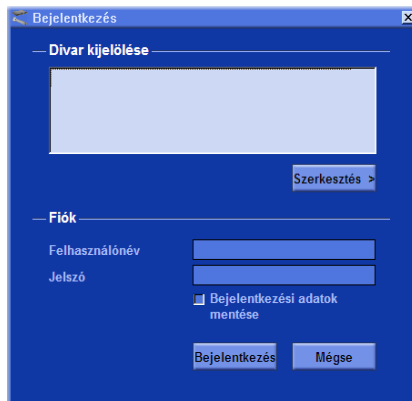 Bejelentkezés
Divar kijelölése
Szerkesztés >
Fiók
Felhasználónév
Jelszó
Bejelentkezési adatok
mentése
Bejelentkezés
Mégse